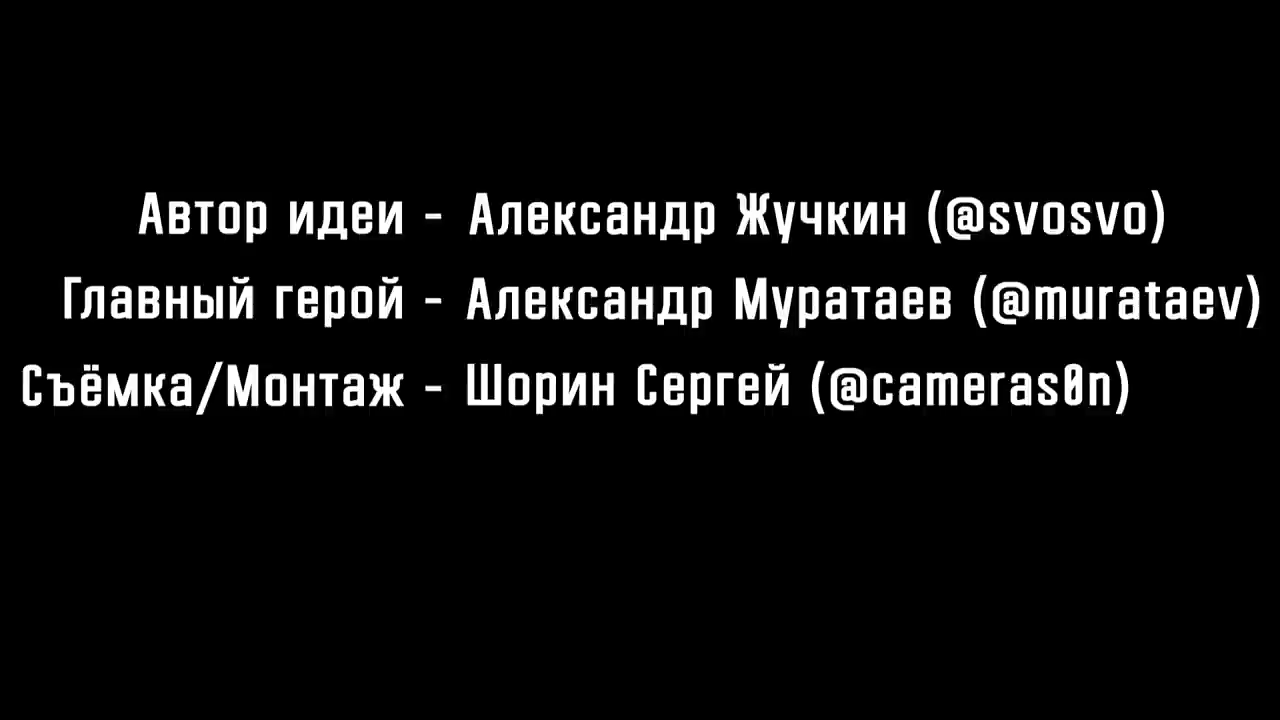 Автор идеи - Александр Жучкин (@svosvo)
Главный герой - Александр Муратаев (@murataev)
Съёмка/Монтаж - Шорин Сергей (@cameras0n)